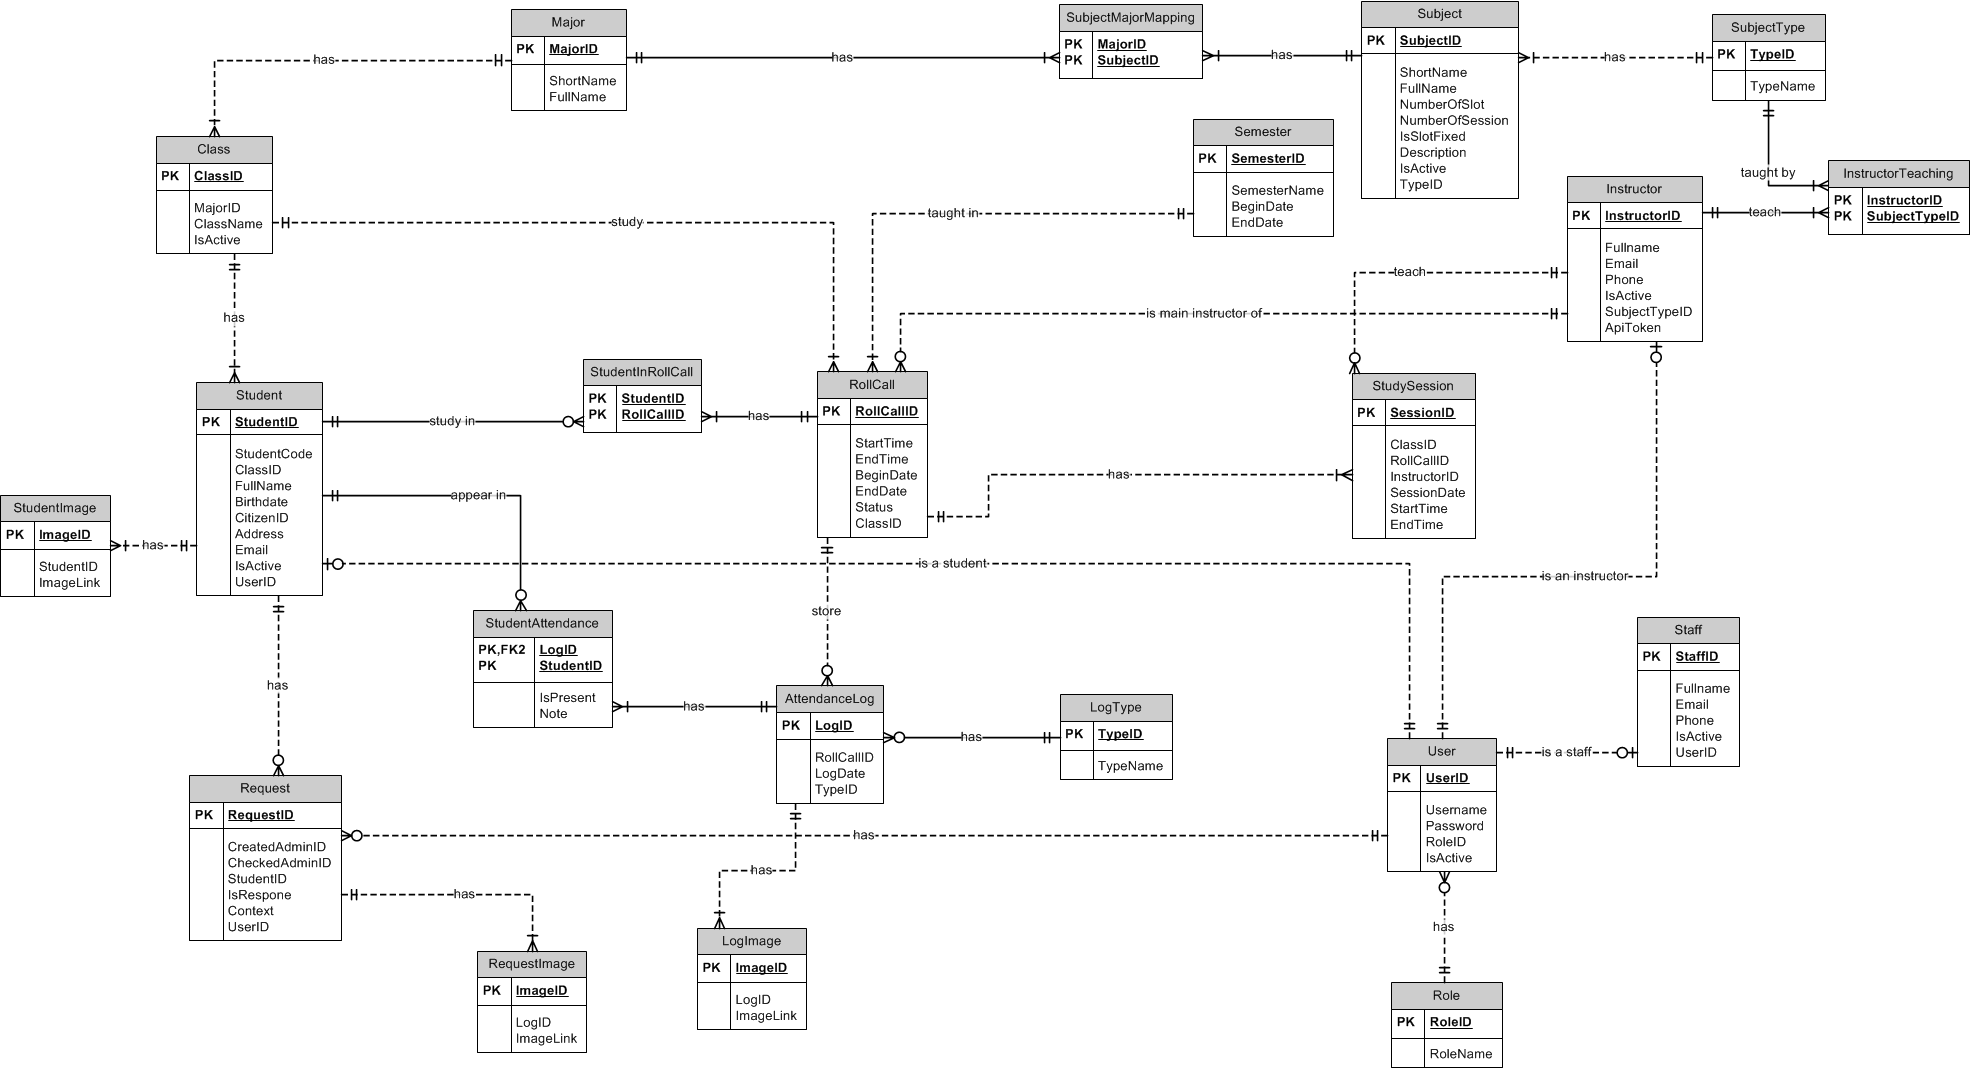 Major
PK MajorID
ShortName
FullName
has
has
SubjectMajorMapping
PK MajorID
PK SubjectID
has
Subject
PK SubjectID
ShortName
FullName
NumberOfSlot
NumberOfSession
IsSlotFixed
Description
IsActive
TypeID
has
SubjectType
PK TypeID
TypeName
taught by
InstructorTeaching
PK InstructorID
PK SubjectTypeID
teach
Class
PK ClassID
MajorID
ClassName
IsActive
study
has
Semester
PK SemesterID
SemesterName
BeginDate
EndDate
taught in
Instructor
PK InstructorID
Fullname
Email
Phone
IsActive
SubjectTypeID
ApiToken
teach
is main instructor of
Student
PK StudentID
StudentCode
ClassID
FullName
Birthdate
CitizenID
Address
Email
IsActive
UserID
study in
StudentInRollCall
PK StudentID
PK RollCallID
has
RollCall
PK RollCallID
StartTime
EndTime
BeginDate
EndDate
Status
ClassID
has
StudySession
PK SessionID
ClassID
RollCallID
InstructorID
SessionDate
StartTime
EndTime
StudentImage
PK ImageID
StudentID
ImageLink
has
appear in
is a student
is an instructor
store
StudentAttendance
PK,FK2 LogID
PK StudentID
IsPresent
Note
has
AttendanceLog
PK LogID
RollCallID
LogDate
TypeID
has
LogType
PK TypeID
TypeName
Staff
PK StaffID
Fullname
Email
Phone
IsActive
UserID
is a staff
User
PK UserID
Username
Password
RoleID
IsActive
has
Request
PK RequestID
CreatedAdminID
CheckedAdminID
StudentID
IsRespone
Context
UserID
has
has
has
RequestImage
PK ImageID
LogID
ImageLink
LogImage
PK ImageID
LogID
ImageLink
has
Role
PK RoleID
RoleName